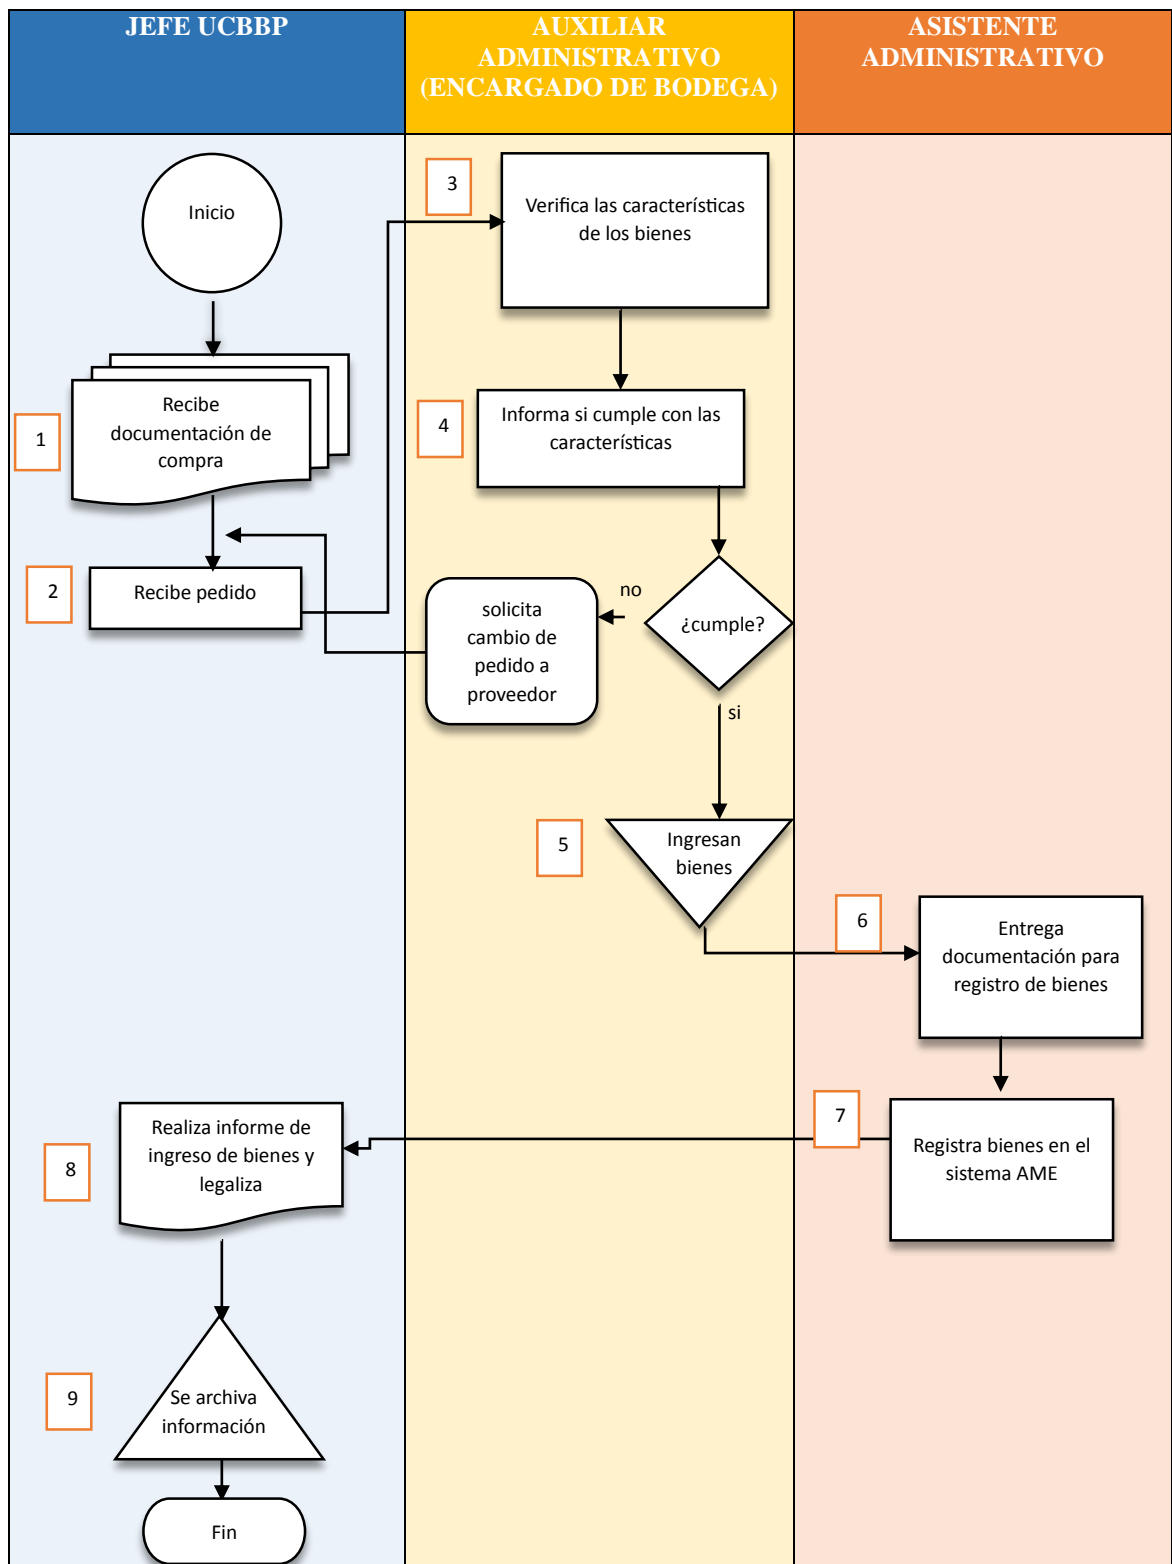 JEFE UCBBP
AUXILIAR
ADMINISTRATIVO
(ENCARGADO DE BODEGA)
ASISTENTE
ADMINISTRATIVO
Inicio
1
Recibe
documentación de
compra
2
Recibe pedido
3
Verifica las características
de los bienes
4
Informa si cumple con las
características
¿cumple?
no
solicita
cambio de
pedido a
proveedor
si
5
Ingresan
bienes
6
Entrega
documentación para
registro de bienes
7
Registra bienes en el
sistema AME
8
Realiza informe de
ingreso de bienes y
legaliza
9
Se archiva
información
Fin